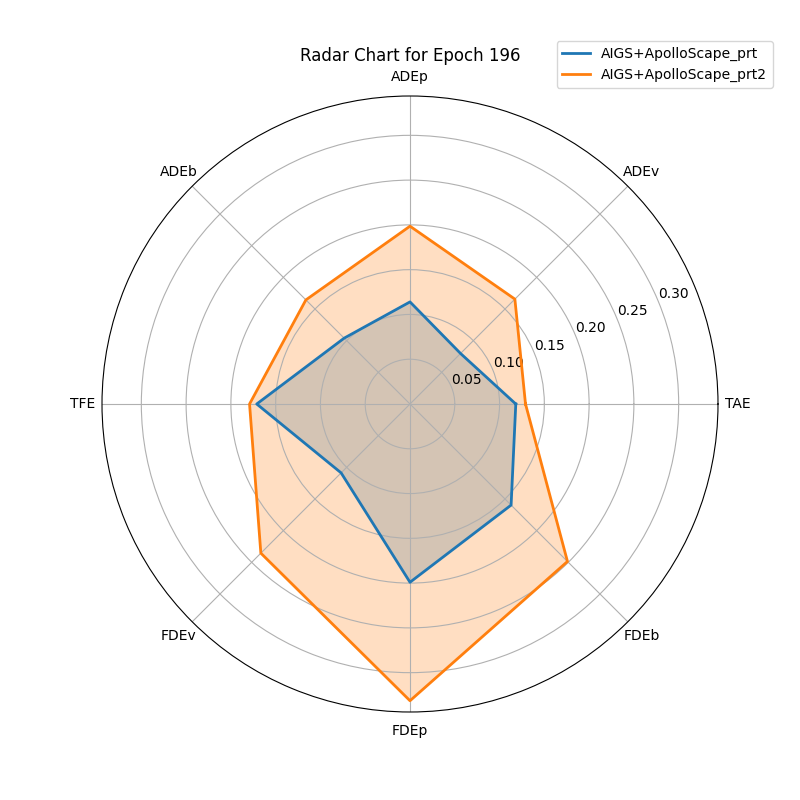 Radar Chart for Epoch 196
AIGS+ApolloScape_prt
AIGS+ApolloScape_prt2
ADEp
ADEb
ADEv
0.30
0.25
0.20
0.15
0.10
0.05
TFE
TAE
FDEv
FDEb
FDEp